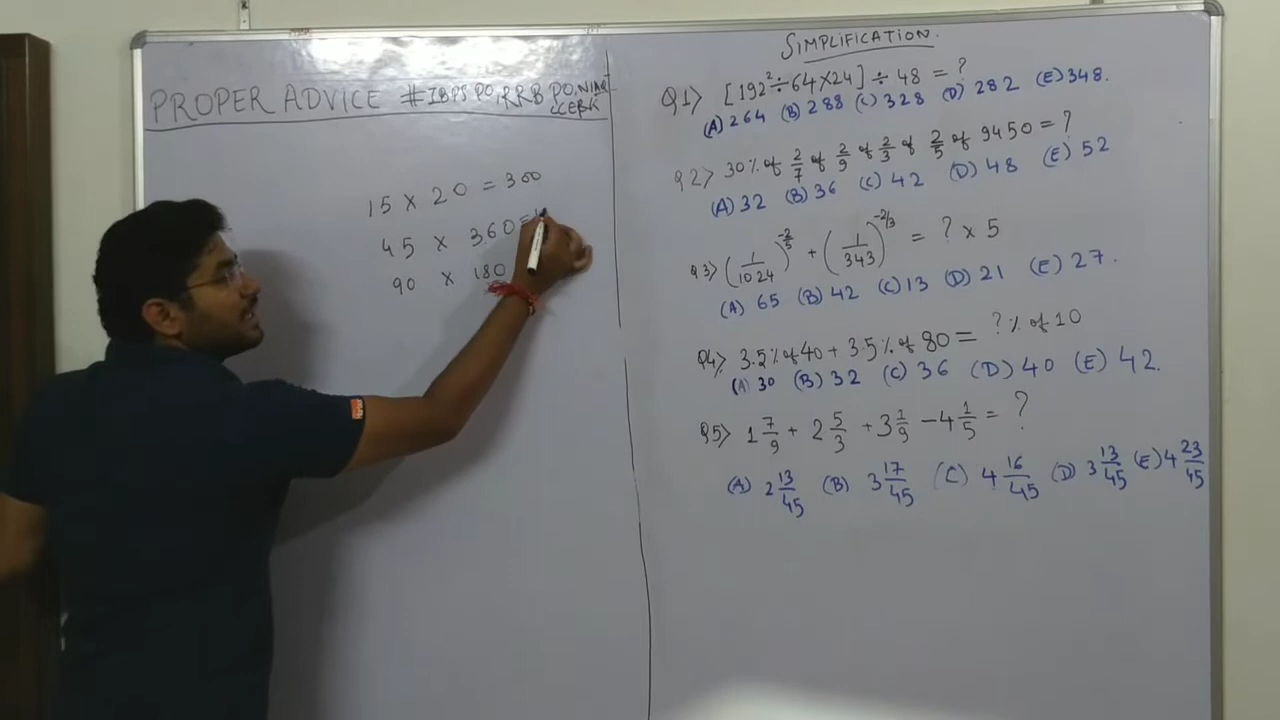 PROPER ADVICE #IBPS PO, RRB PO, NIACL
CLERK
15 × 20 = 300
45 × 360 =
90 × 180
SIMPLIFICATION.
Q1> [192² ÷ 64 × 24] ÷ 48 = ?
(A) 264 (B) 288 (C) 328 (D) 282 (E) 348.
Q2> 30% of 2/7 of 2/9 of 2/3 of 2/5 of 9450 = ?
(A) 32 (B) 36 (C) 42 (D) 48 (E) 52
Q3> (1/1024)^-2/5 + (1/343)^-2/3 = ? × 5
(A) 65 (B) 42 (C) 13 (D) 21 (E) 27.
Q4> 3.5% of 40 + 3.5% of 80 = ?% of 10
(A) 30 (B) 32 (C) 36 (D) 40 (E) 42.
Q5> 1 7/9 + 2 5/3 + 3 1/9 - 4 1/5 = ?
(A) 2 13/45 (B) 3 17/45 (C) 4 16/45 (D) 3 13/45 (E) 4 23/45